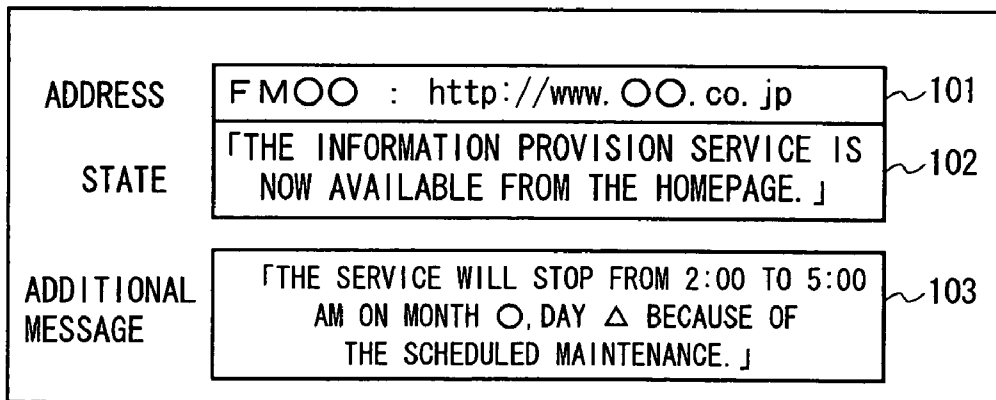 ADDRESS FM○○ : http://www.○○.co.jp 101
STATE 「THE INFORMATION PROVISION SERVICE IS
NOW AVAILABLE FROM THE HOMEPAGE.」 102
ADDITIONAL
MESSAGE
「THE SERVICE WILL STOP FROM 2:00 TO 5:00
AM ON MONTH ○, DAY △ BECAUSE OF
THE SCHEDULED MAINTENANCE.」
103